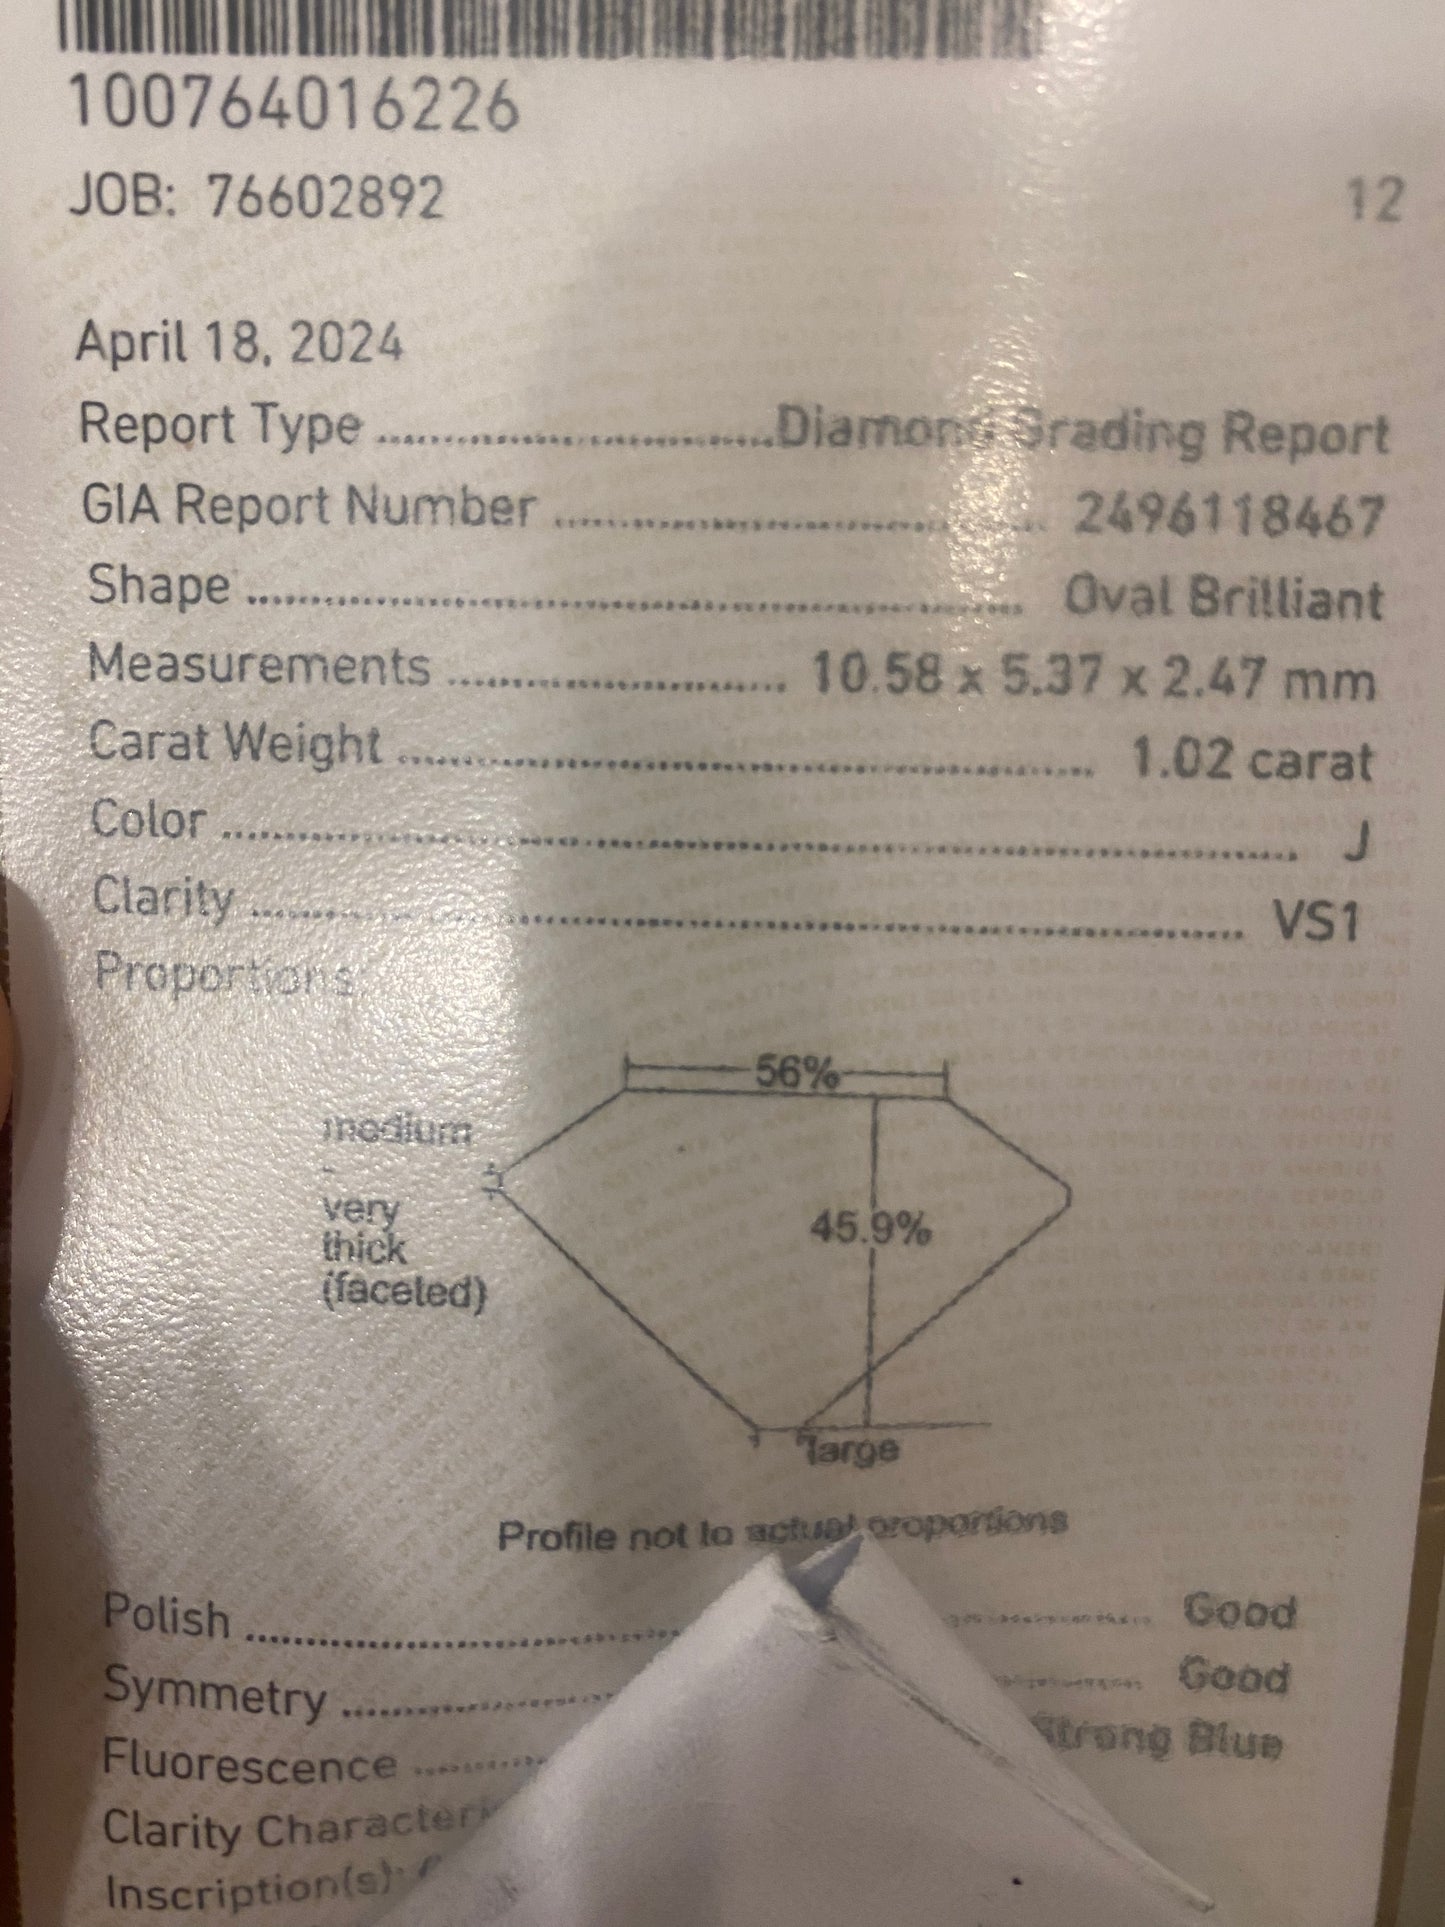 100764016226
JOB: 76602892 12
April 18, 2024
Report Type ........................ Diamond Grading Report
GIA Report Number ........................ 2496118467
Shape ........................ Oval Brilliant
Measurements ........................ 10.58 x 5.37 x 2.47 mm
Carat Weight ........................ 1.02 carat
Color ........................ J
Clarity ........................ VS1
Proportions:
56%
medium
-
very
thick
(faceted)
45.9%
large
Profile not to actual proportions
Polish ........................ Good
Symmetry ........................ Good
Fluorescence ........................ Strong Blue
Clarity Characteri
Inscription(s):